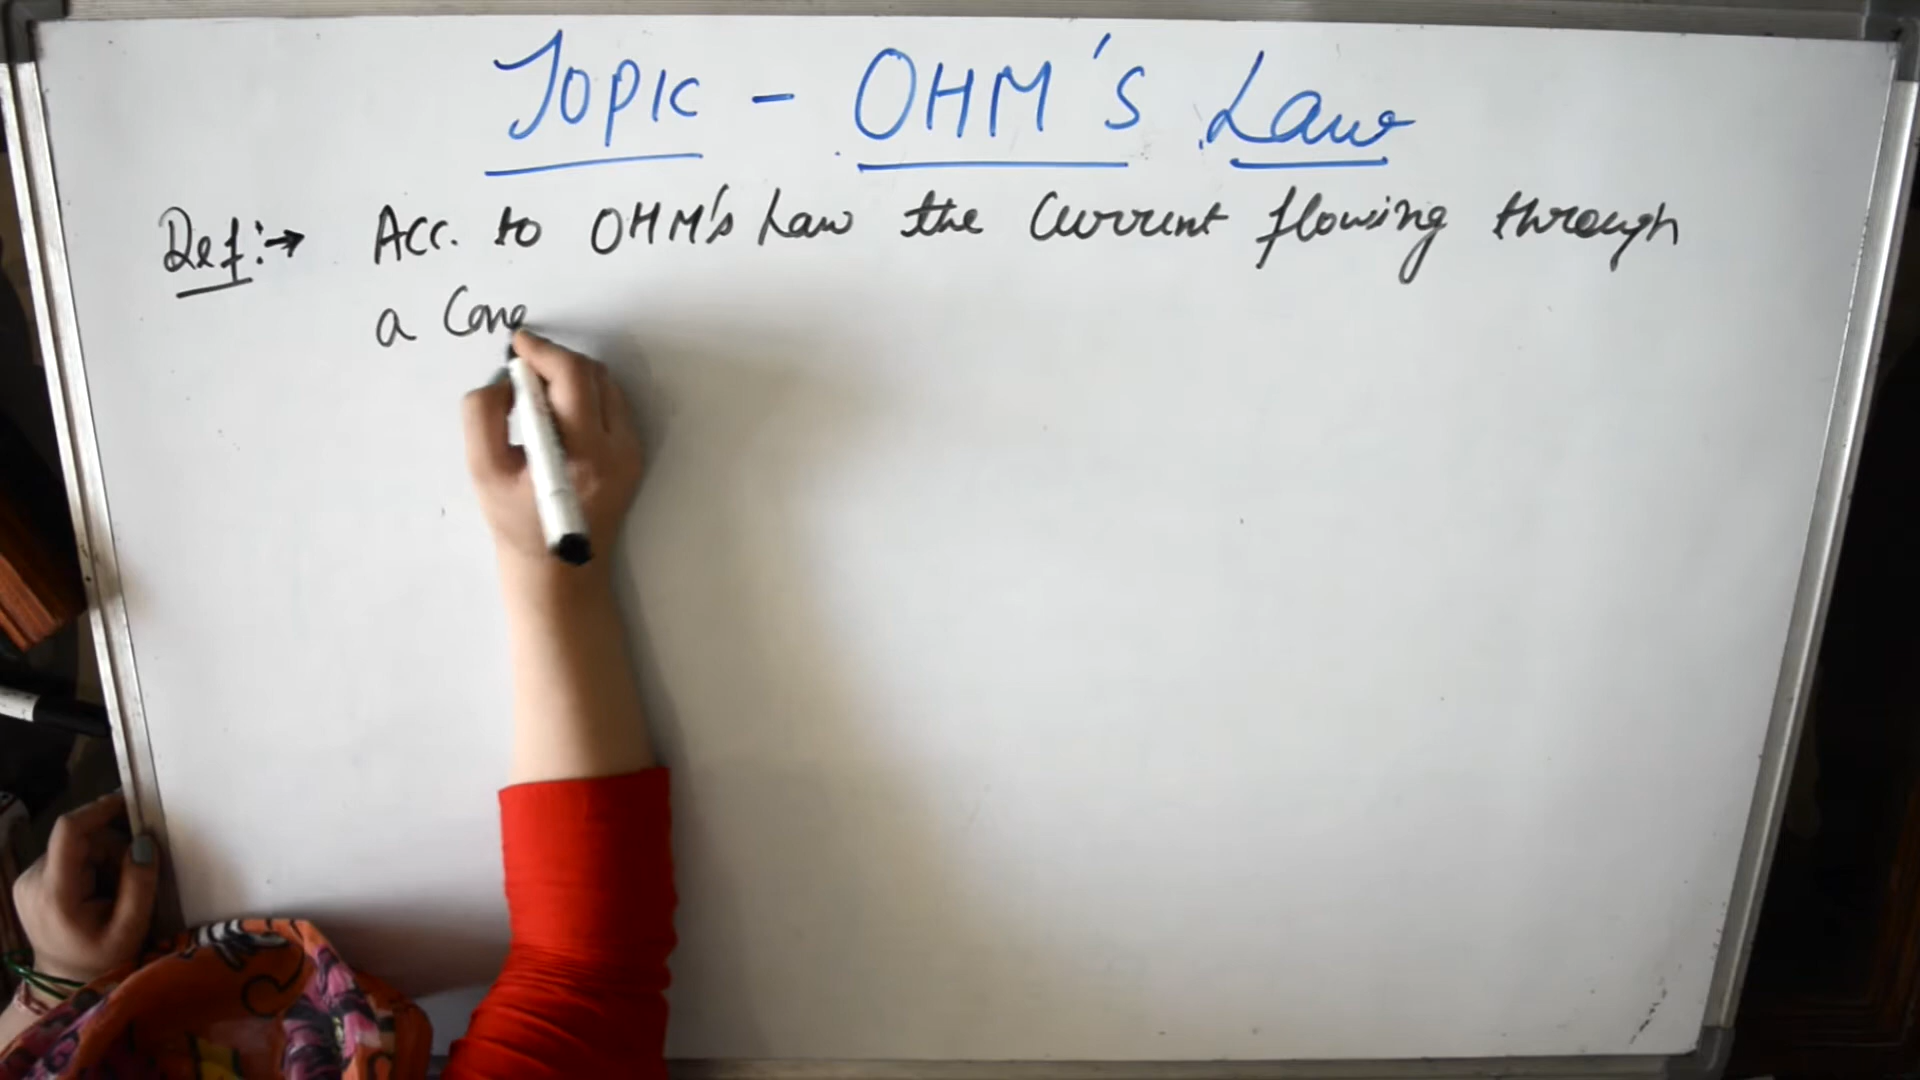 Topic - OHM's Law
Def:→ Acc. to OHM's Law the Current flowing through
a Con